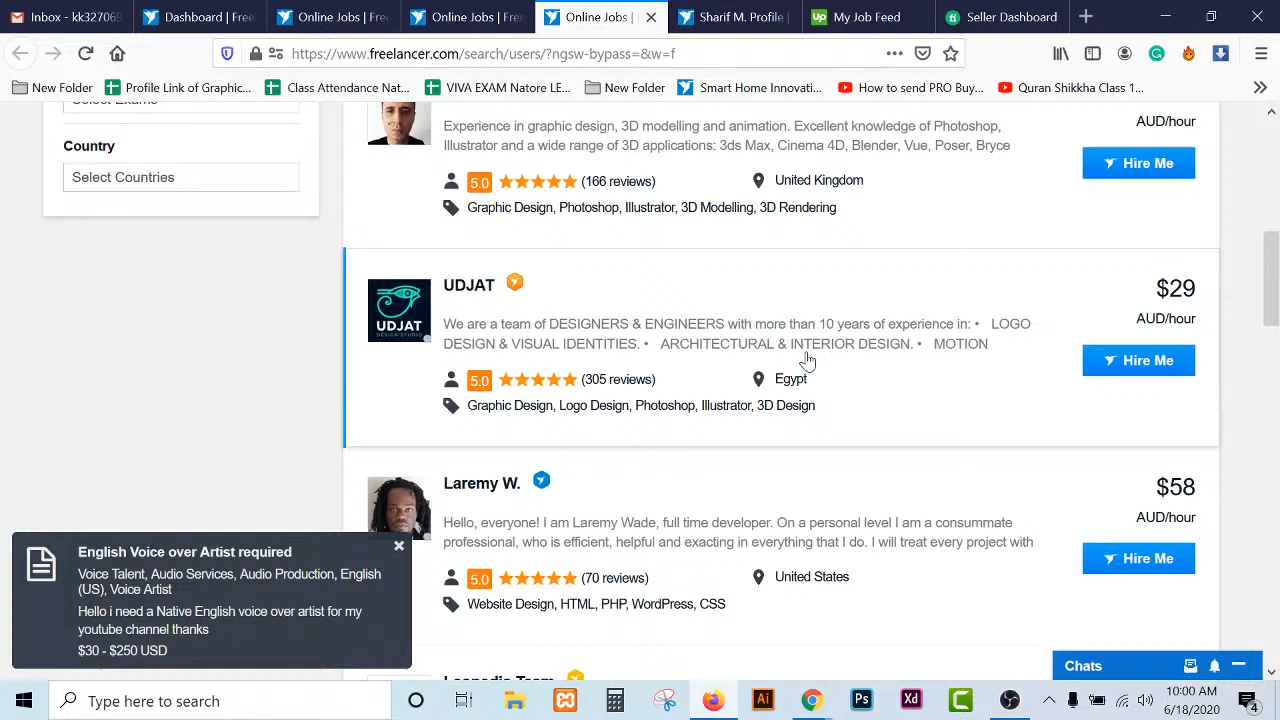 Inbox - kk327069
Dashboard | Free
Online Jobs | Free
Online Jobs | Free
Online Jobs |
Sharif M. Profile |
My Job Feed
Seller Dashboard
https://www.freelancer.com/search/users/?ngsw-bypass=&w=f
New Folder
Profile Link of Graphic...
Class Attendance Nat...
VIVA EXAM Natore LE...
New Folder
Smart Home Innovati...
How to send PRO Buy...
Quran Shikkha Class 1...
Select Exams
Country
Select Countries
Experience in graphic design, 3D modelling and animation. Excellent knowledge of Photoshop,
Illustrator and a wide range of 3D applications: 3ds Max, Cinema 4D, Blender, Vue, Poser, Bryce
AUD/hour
Hire Me
5.0 (166 reviews)
United Kingdom
Graphic Design, Photoshop, Illustrator, 3D Modelling, 3D Rendering
UDJAT
DESIGN STUDIO
UDJAT
$29
AUD/hour
We are a team of DESIGNERS & ENGINEERS with more than 10 years of experience in: • LOGO
DESIGN & VISUAL IDENTITIES. • ARCHITECTURAL & INTERIOR DESIGN. • MOTION
Hire Me
5.0 (305 reviews)
Egypt
Graphic Design, Logo Design, Photoshop, Illustrator, 3D Design
Laremy W.
$58
AUD/hour
Hello, everyone! I am Laremy Wade, full time developer. On a personal level I am a consummate
professional, who is efficient, helpful and exacting in everything that I do. I will treat every project with
Hire Me
5.0 (70 reviews)
United States
Website Design, HTML, PHP, WordPress, CSS
English Voice over Artist required
Voice Talent, Audio Services, Audio Production, English
(US), Voice Artist
Hello i need a Native English voice over artist for my
youtube channel thanks
$30 - $250 USD
Chats
Type here to search
Ai
Ps
Xd
10:00 AM
6/18/2020
4